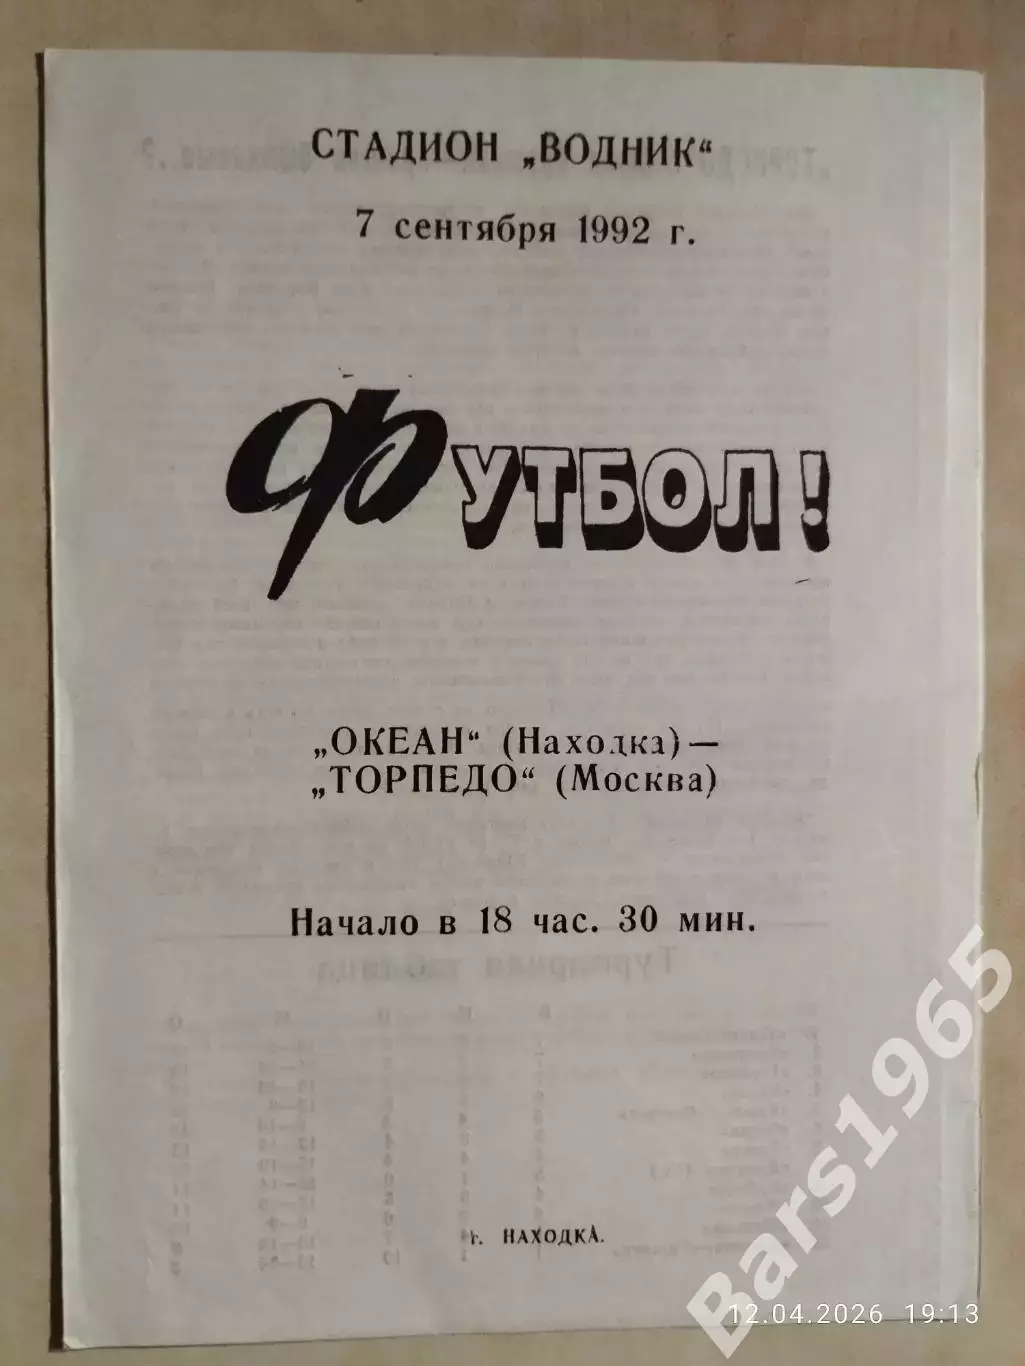 СТАДИОН „ВОДНИК“
7 сентября 1992 г.
ФУТБОЛ!
„ОКЕАН“ (Находка) —
„ТОРПЕДО“ (Москва)
Начало в 18 час. 30 мин.
г. НАХОДКА.
Bars1965
12.04.2026 19:13